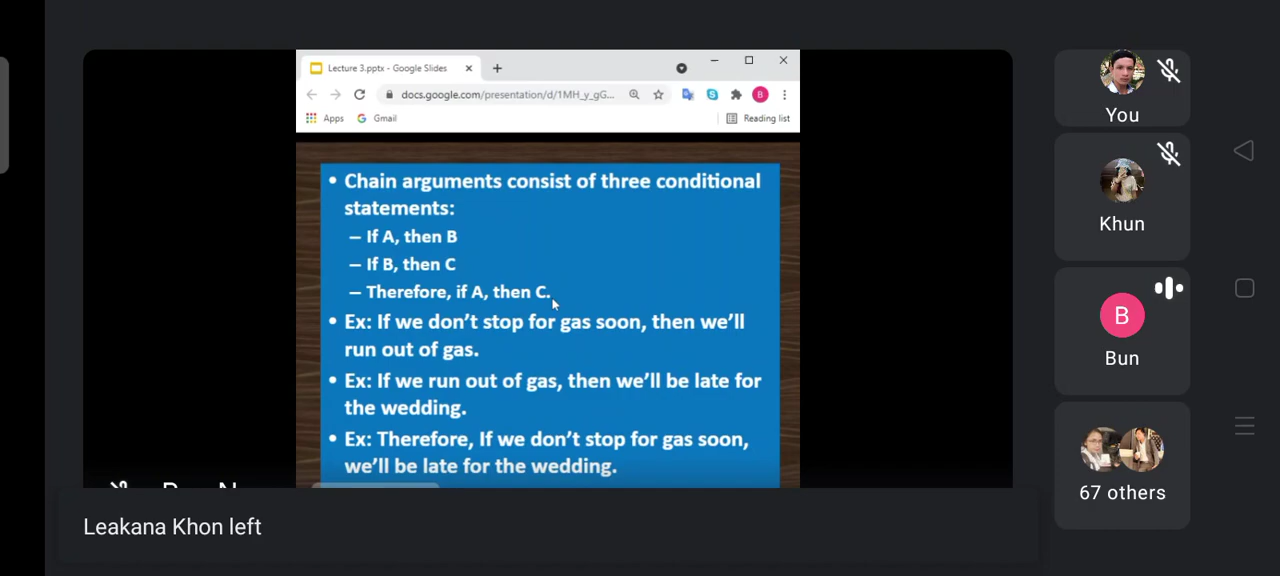 Lecture 3.pptx - Google Slides
docs.google.com/presentation/d/1MH_y_gG...
Apps
Gmail
Reading list
B
• Chain arguments consist of three conditional
statements:
– If A, then B
– If B, then C
– Therefore, if A, then C.
• Ex: If we don't stop for gas soon, then we'll
run out of gas.
• Ex: If we run out of gas, then we'll be late for
the wedding.
• Ex: Therefore, If we don't stop for gas soon,
we'll be late for the wedding.
Leakana Khon left
You
Khun
B
Bun
67 others